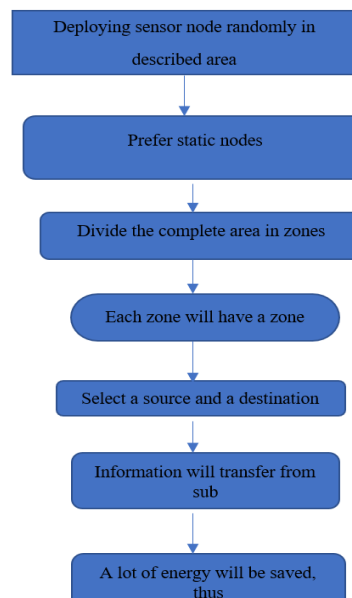 Deploying sensor node randomly in
described area
Prefer static nodes
Divide the complete area in zones
Each zone will have a zone
Select a source and a destination
Information will transfer from
sub
A lot of energy will be saved,
thus